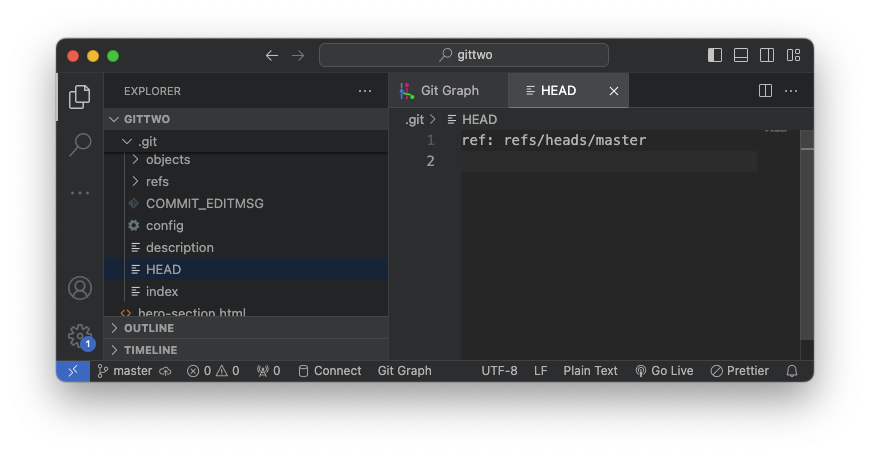 gittwo
EXPLORER
GITTWO
.git
objects
refs
COMMIT_EDITMSG
config
description
HEAD
index
hero-section.html
OUTLINE
TIMELINE
Git Graph
HEAD
.git > HEAD
1 ref: refs/heads/master
2
1
master 0 0 0 Connect Git Graph UTF-8 LF Plain Text Go Live Prettier